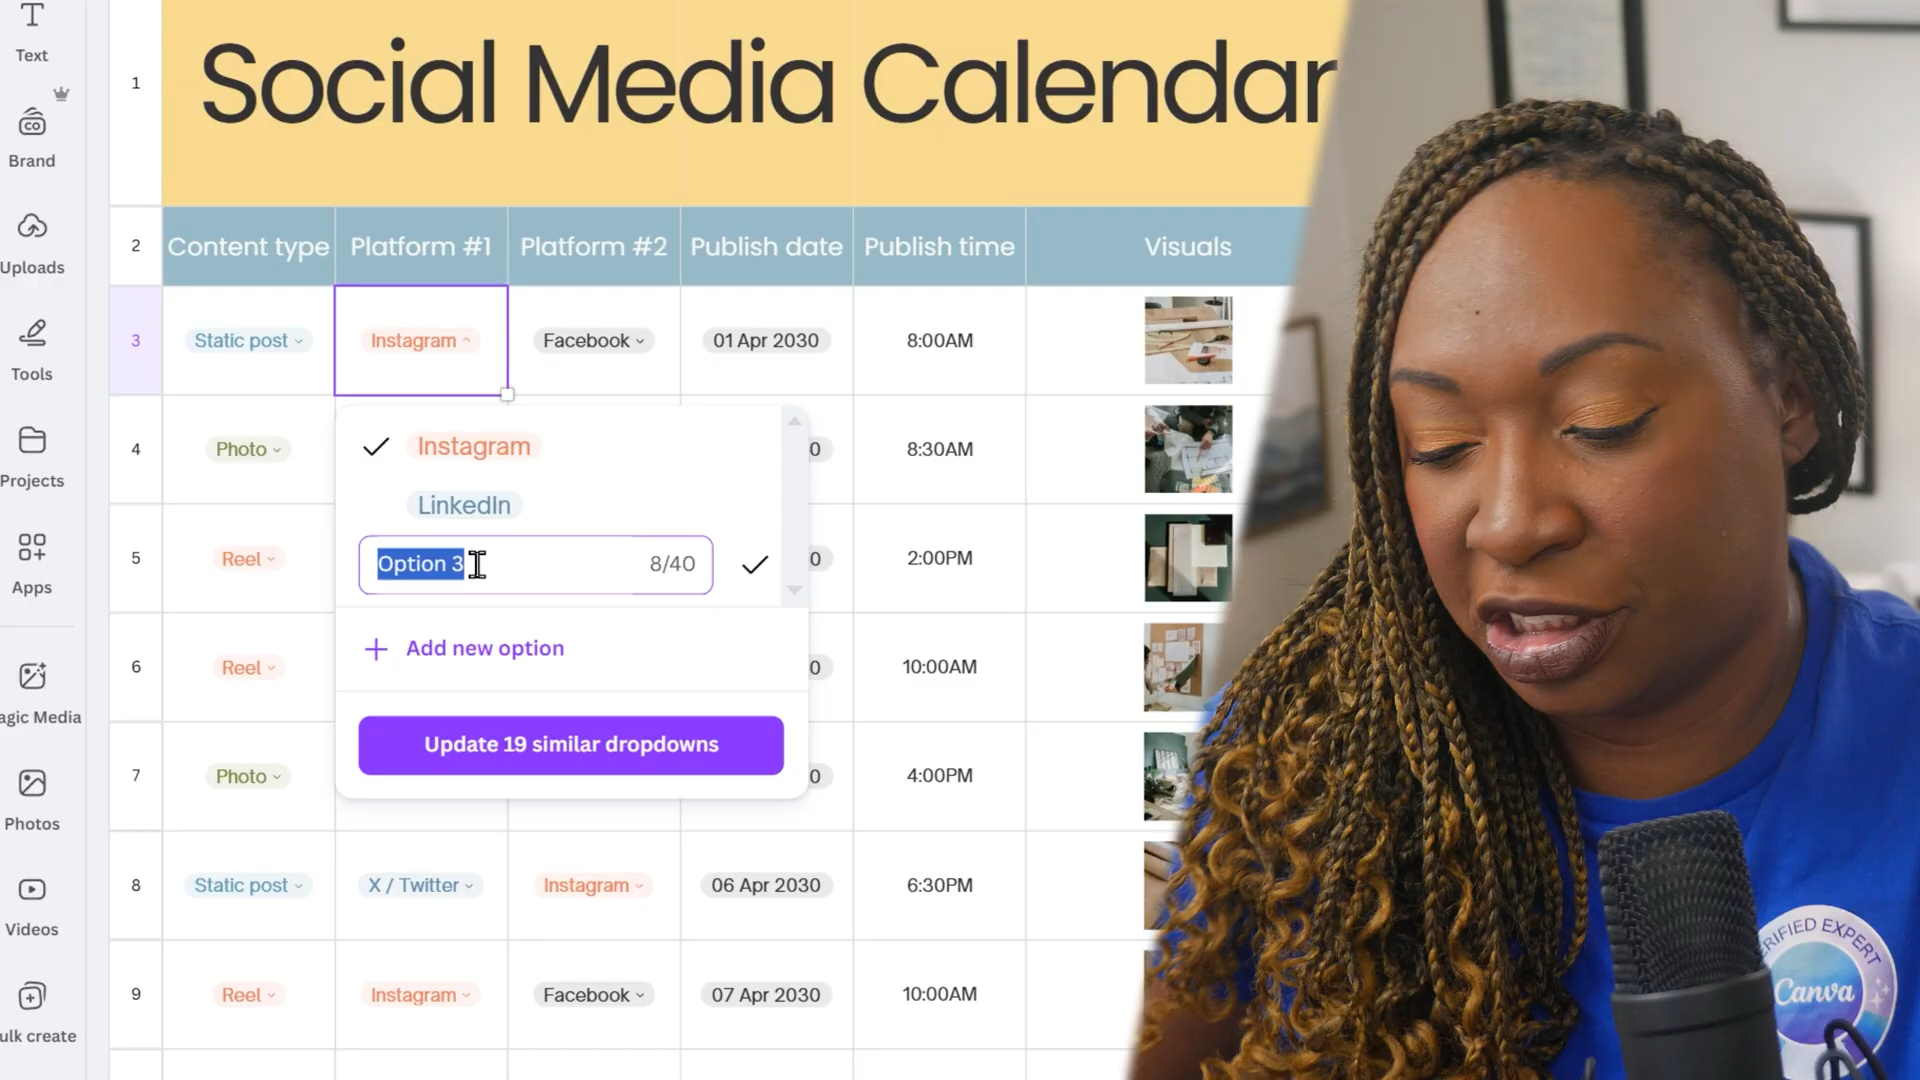 Text
Brand
Uploads
Tools
Projects
Apps
agic Media
Photos
Videos
ulk create
1
Social Media Calendar
2
Content type
Platform #1
Platform #2
Publish date
Publish time
Visuals
3
Static post
Instagram
Facebook
01 Apr 2030
8:00AM
4
Photo
0
8:30AM
5
Reel
0
2:00PM
6
Reel
0
10:00AM
7
Photo
0
4:00PM
8
Static post
X / Twitter
Instagram
06 Apr 2030
6:30PM
9
Reel
Instagram
Facebook
07 Apr 2030
10:00AM
Instagram
LinkedIn
Option 3
8/40
Add new option
Update 19 similar dropdowns
RIFIED EXPERT
Canva